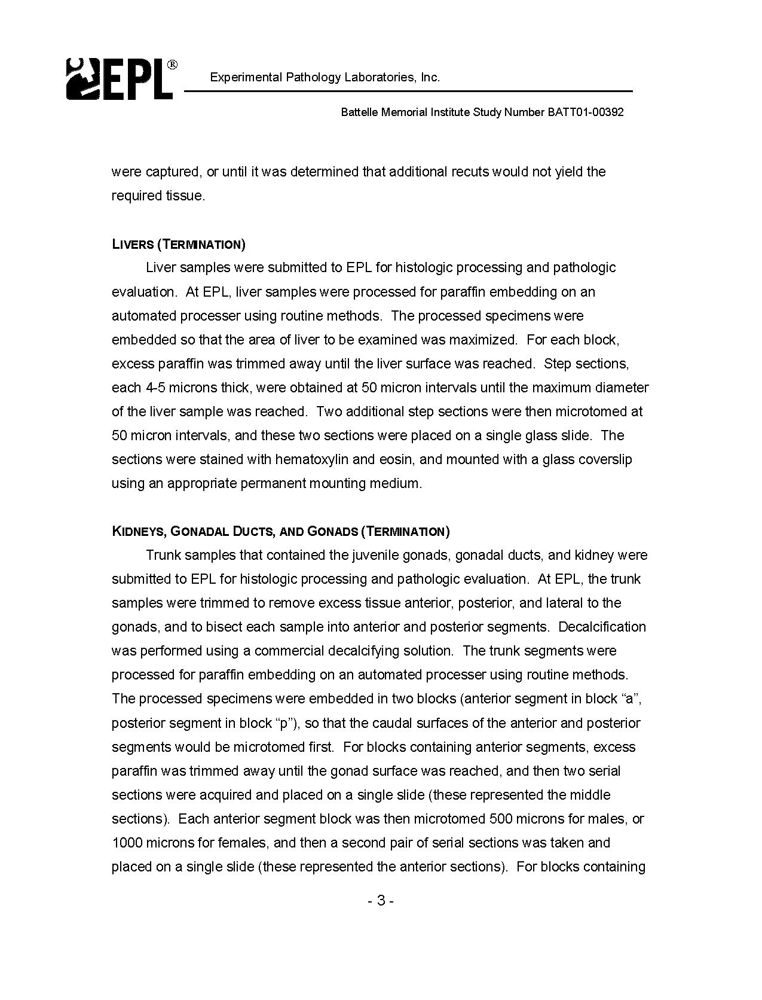 EPL®
Experimental Pathology Laboratories, Inc.
Battelle Memorial Institute Study Number BATT01-00392
were captured, or until it was determined that additional recuts would not yield the
required tissue.
LIVERS (TERMINATION)
Liver samples were submitted to EPL for histologic processing and pathologic
evaluation.  At EPL, liver samples were processed for paraffin embedding on an
automated processer using routine methods.  The processed specimens were
embedded so that the area of liver to be examined was maximized.  For each block,
excess paraffin was trimmed away until the liver surface was reached.  Step sections,
each 4-5 microns thick, were obtained at 50 micron intervals until the maximum diameter
of the liver sample was reached.  Two additional step sections were then microtomed at
50 micron intervals, and these two sections were placed on a single glass slide.  The
sections were stained with hematoxylin and eosin, and mounted with a glass coverslip
using an appropriate permanent mounting medium.
KIDNEYS, GONADAL DUCTS, AND GONADS (TERMINATION)
Trunk samples that contained the juvenile gonads, gonadal ducts, and kidney were
submitted to EPL for histologic processing and pathologic evaluation.  At EPL, the trunk
samples were trimmed to remove excess tissue anterior, posterior, and lateral to the
gonads, and to bisect each sample into anterior and posterior segments.  Decalcification
was performed using a commercial decalcifying solution.  The trunk segments were
processed for paraffin embedding on an automated processer using routine methods.
The processed specimens were embedded in two blocks (anterior segment in block “a”,
posterior segment in block “p”), so that the caudal surfaces of the anterior and posterior
segments would be microtomed first.  For blocks containing anterior segments, excess
paraffin was trimmed away until the gonad surface was reached, and then two serial
sections were acquired and placed on a single slide (these represented the middle
sections).  Each anterior segment block was then microtomed 500 microns for males, or
1000 microns for females, and then a second pair of serial sections was taken and
placed on a single slide (these represented the anterior sections).  For blocks containing
- 3 -